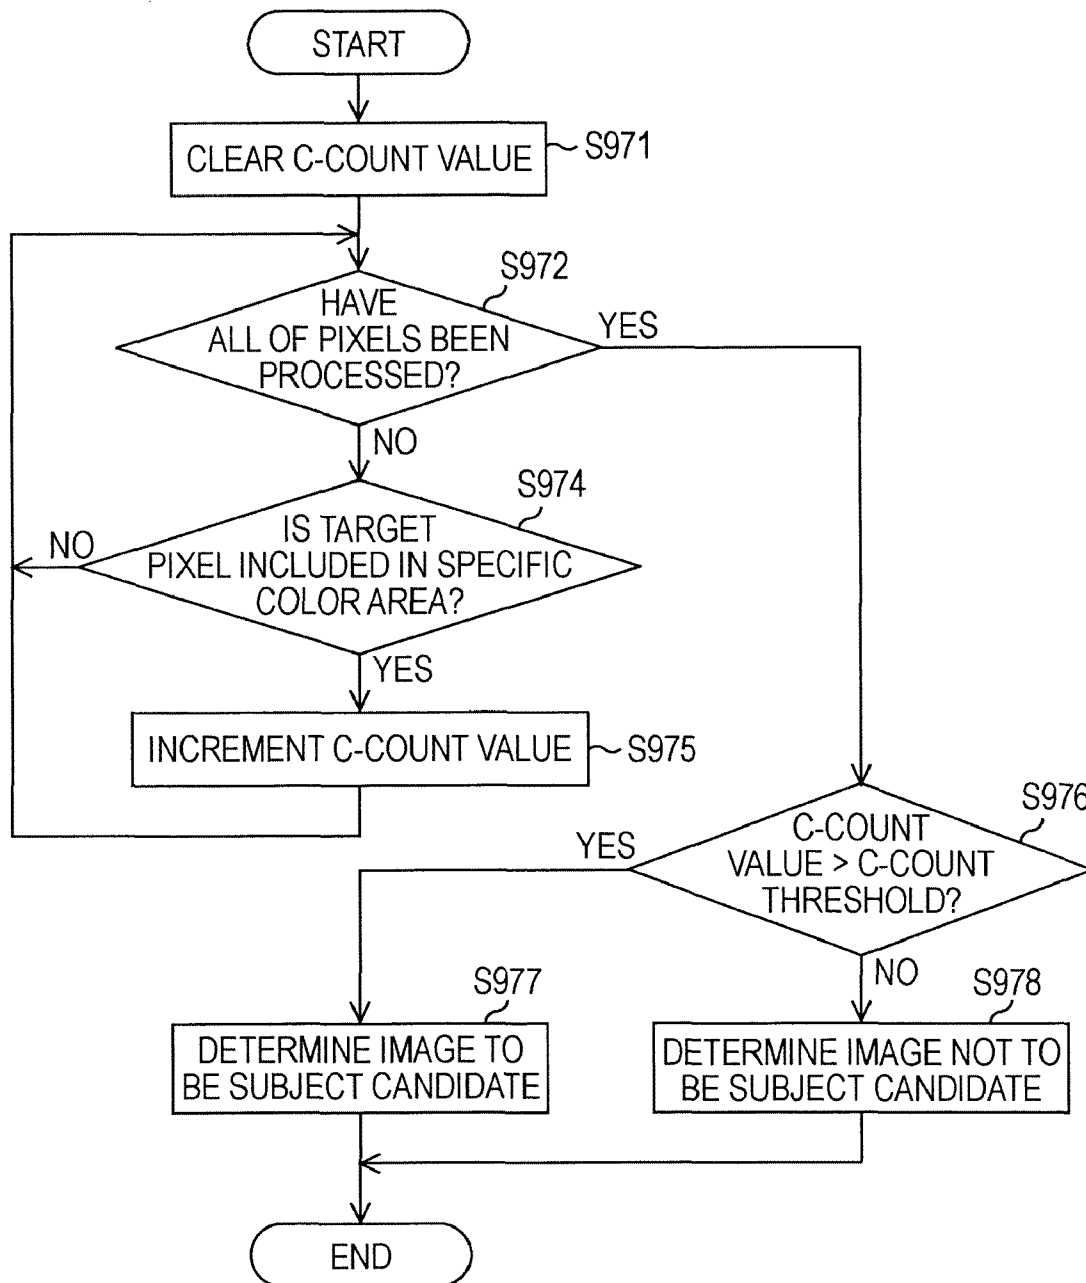 START
CLEAR C-COUNT VALUE
S971
S972
HAVE
ALL OF PIXELS BEEN
PROCESSED?
YES
NO
S974
IS TARGET
PIXEL INCLUDED IN SPECIFIC
COLOR AREA?
NO
YES
INCREMENT C-COUNT VALUE
S975
S976
C-COUNT
VALUE > C-COUNT
THRESHOLD?
YES
NO
S977
DETERMINE IMAGE TO
BE SUBJECT CANDIDATE
S978
DETERMINE IMAGE NOT TO
BE SUBJECT CANDIDATE
END